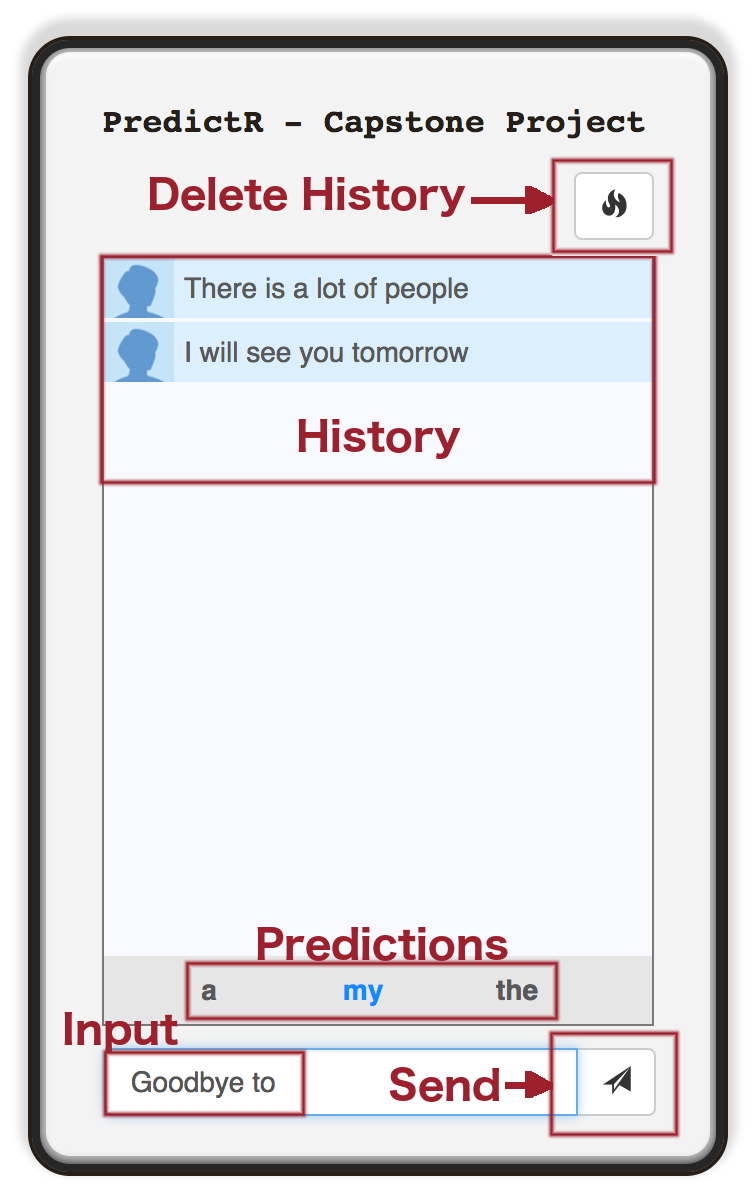 PredictR - Capstone Project
Delete History
There is a lot of people
I will see you tomorrow
History
Predictions
a my the
Input
Goodbye to Send